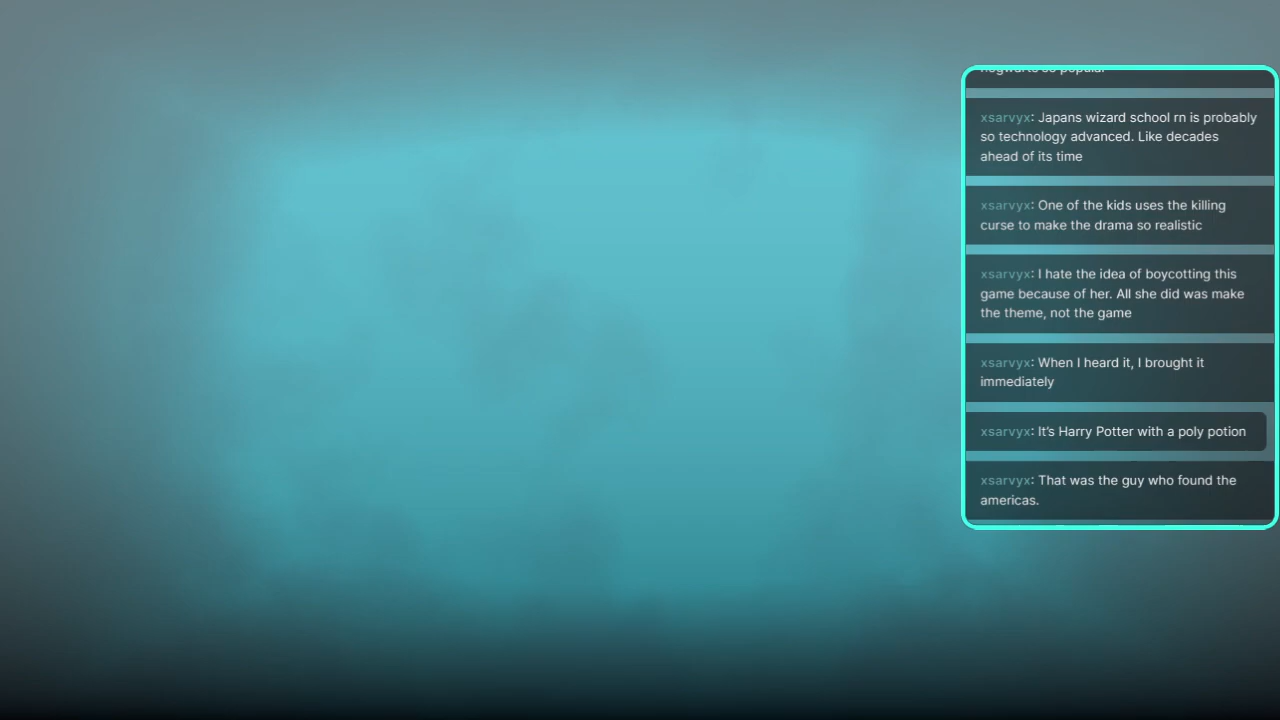 hogwarts so popular
xsarvyx: Japans wizard school rn is probably
so technology advanced. Like decades
ahead of its time
xsarvyx: One of the kids uses the killing
curse to make the drama so realistic
xsarvyx: I hate the idea of boycotting this
game because of her. All she did was make
the theme, not the game
xsarvyx: When I heard it, I brought it
immediately
xsarvyx: It’s Harry Potter with a poly potion
xsarvyx: That was the guy who found the
americas.